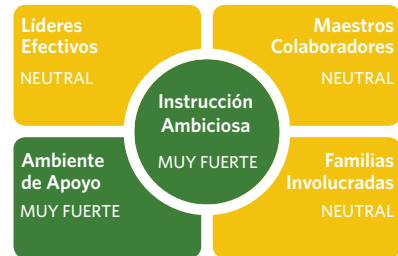 Líderes
Efectivos
NEUTRAL
Maestros
Colaboradores
NEUTRAL
Instrucción
Ambiciosa
MUY FUERTE
Ambiente
de Apoyo
MUY FUERTE
Familias
Involucradas
NEUTRAL